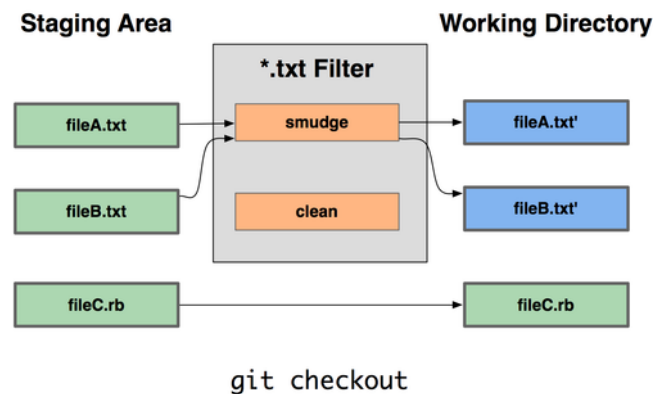 Staging Area
Working Directory
*.txt Filter
fileA.txt
smudge
fileA.txt'
fileB.txt
clean
fileB.txt'
fileC.rb
fileC.rb
git checkout